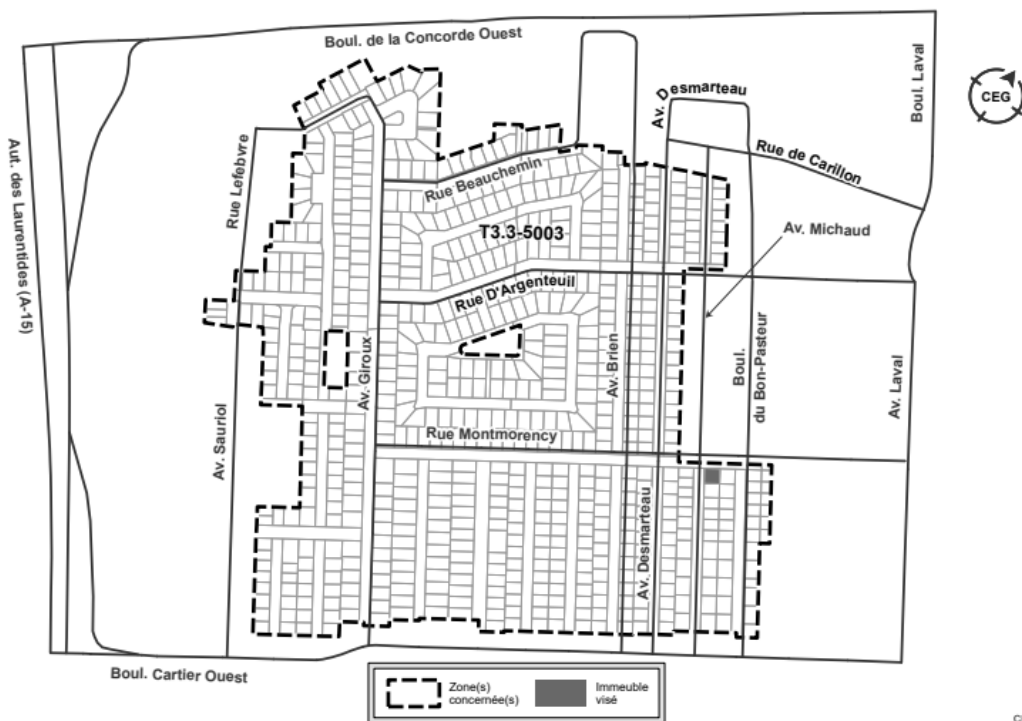 Boul. de la Concorde Ouest
Boul. Laval
CEG
Av. Desmarteau
Rue de Carillon
Aut. des Laurentides (A-15)
Rue Lefebvre
Rue Beauchemin
T3.3-5003
Av. Michaud
Rue D'Argenteuil
Av. Giroux
Av. Brien
Boul.
du Bon-Pasteur
Av. Laval
Av. Sauriol
Rue Montmorency
Av. Desmarteau
Boul. Cartier Ouest
Zone(s)
concernée(s)
Immeuble
visé